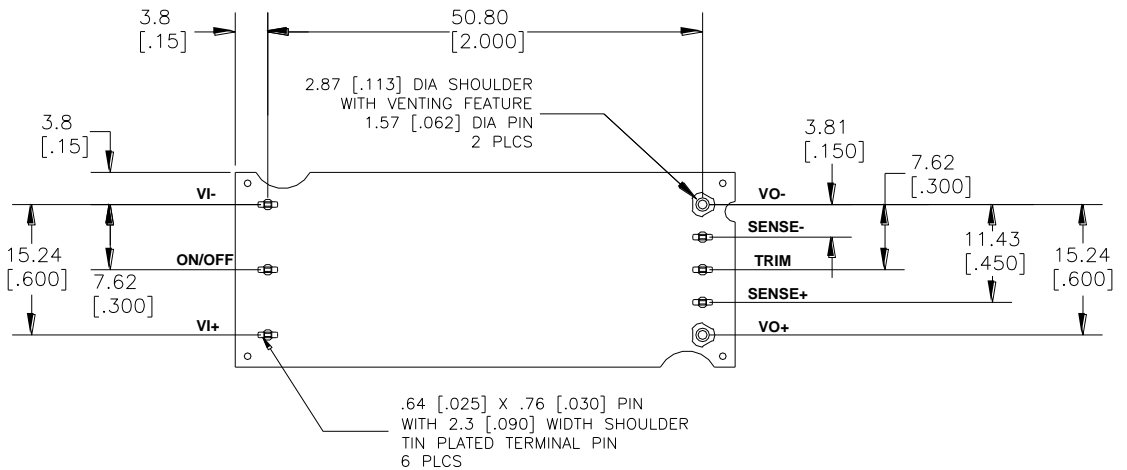 3.8
[.15]
50.80
[2.000]
2.87 [.113] DIA SHOULDER
WITH VENTING FEATURE
1.57 [.062] DIA PIN
2 PLCS
3.8
[.15]
3.81
[.150]
7.62
[.300]
VI-
VO-
SENSE-
ON/OFF
TRIM
15.24
[.600]
7.62
[.300]
11.43
[.450]
15.24
[.600]
SENSE+
VI+
VO+
.64 [.025] X .76 [.030] PIN
WITH 2.3 [.090] WIDTH SHOULDER
TIN PLATED TERMINAL PIN
6 PLCS